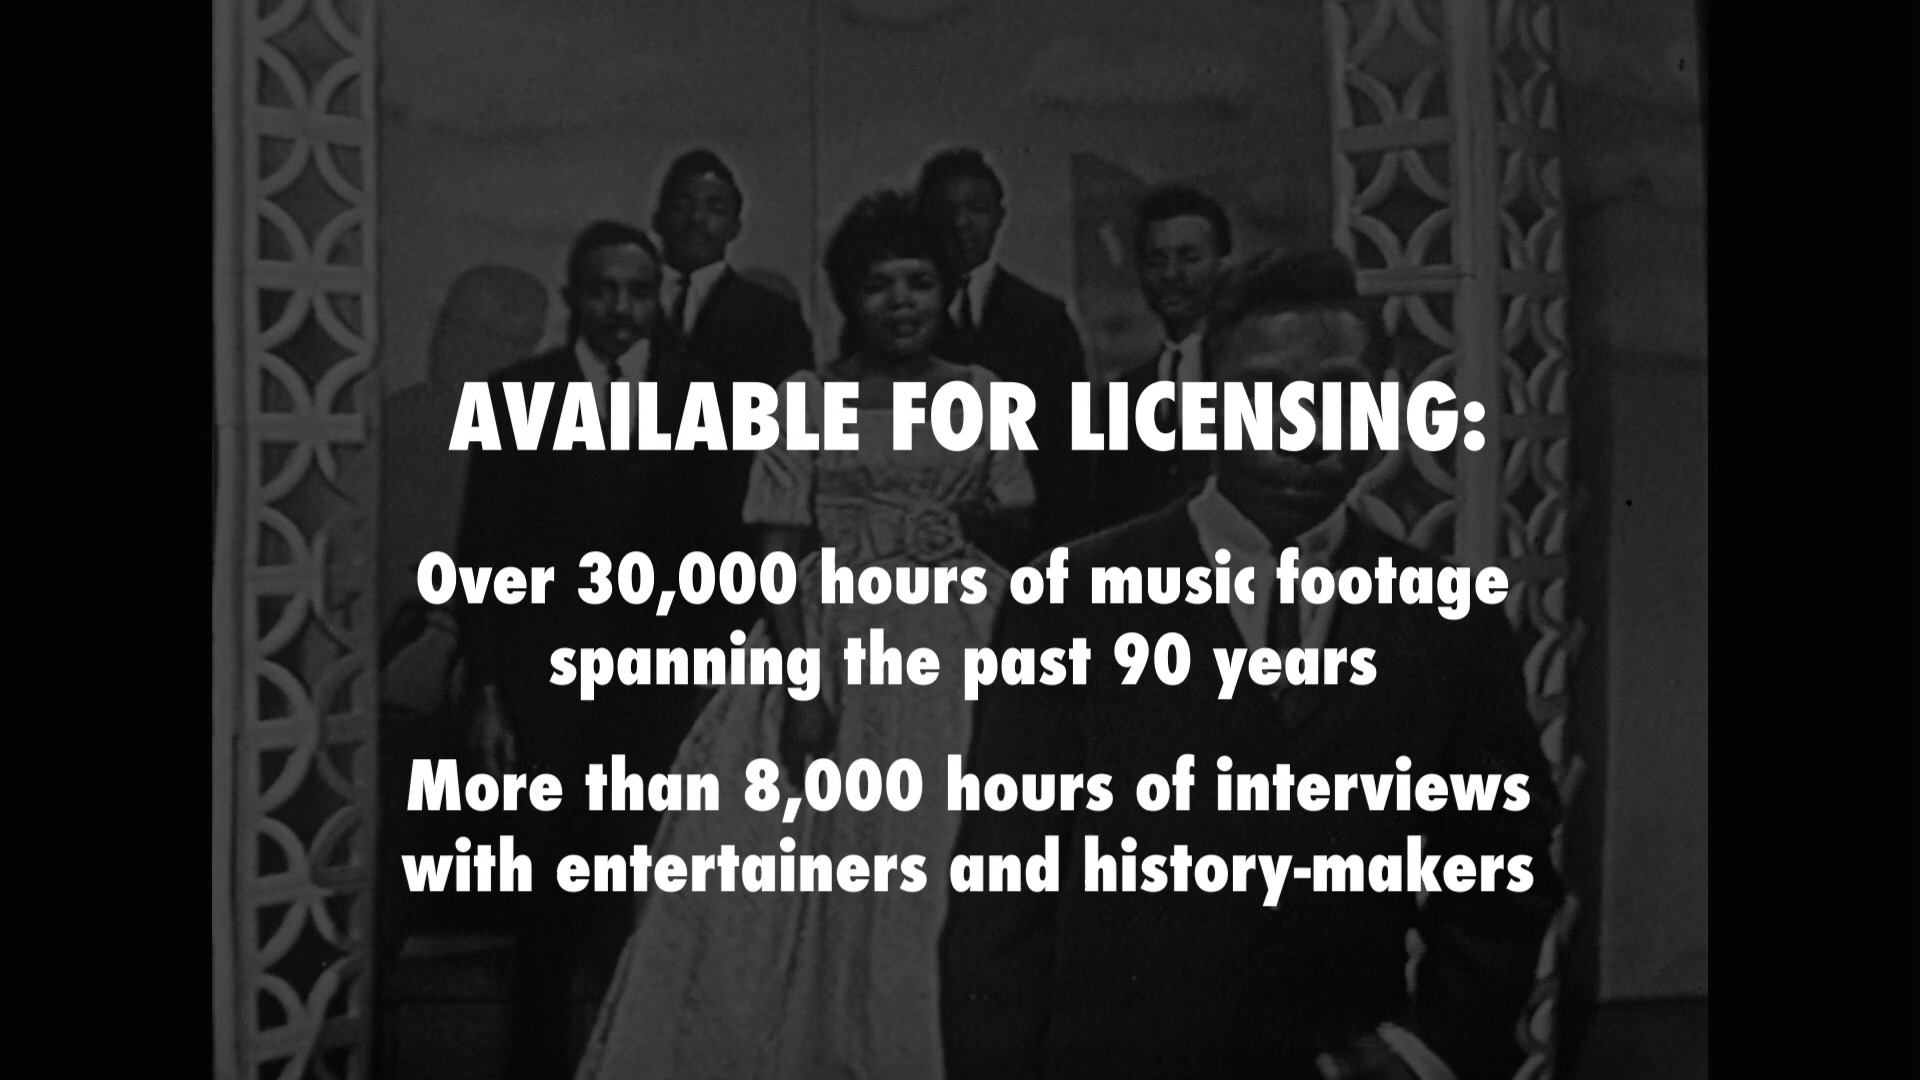 AVAILABLE FOR LICENSING:
Over 30,000 hours of music footage
spanning the past 90 years
More than 8,000 hours of interviews
with entertainers and history-makers